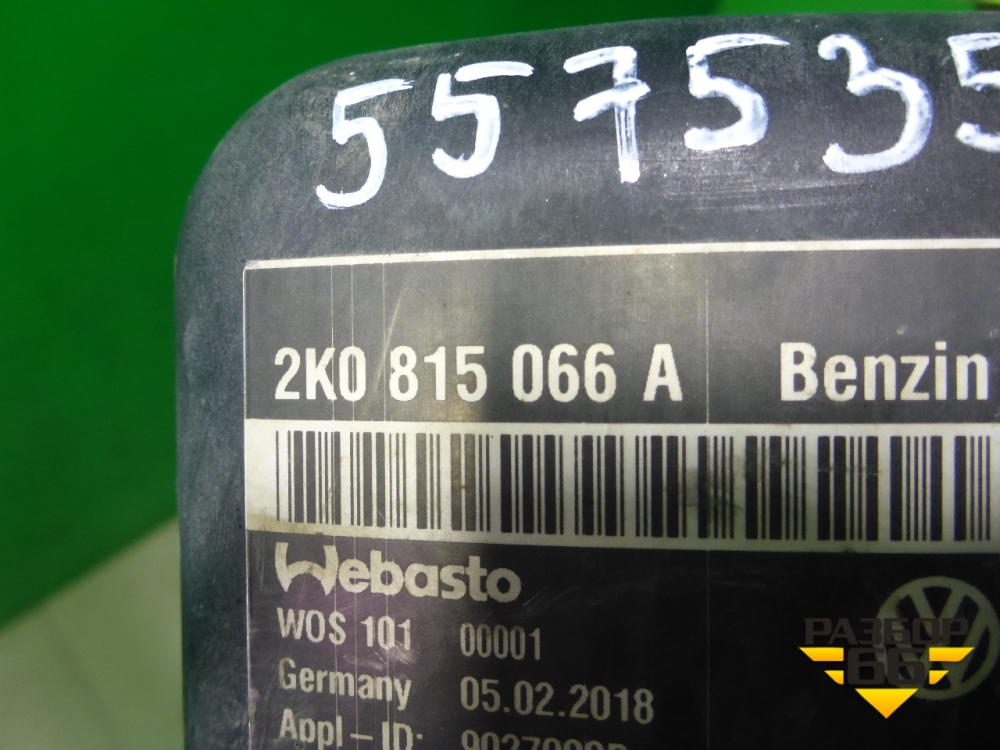 557535
2K0 815 066 A Benzin
Webasto
WOS 101 00001
Germany 05.02.2018
Appl – ID:
РАЗБОР
66